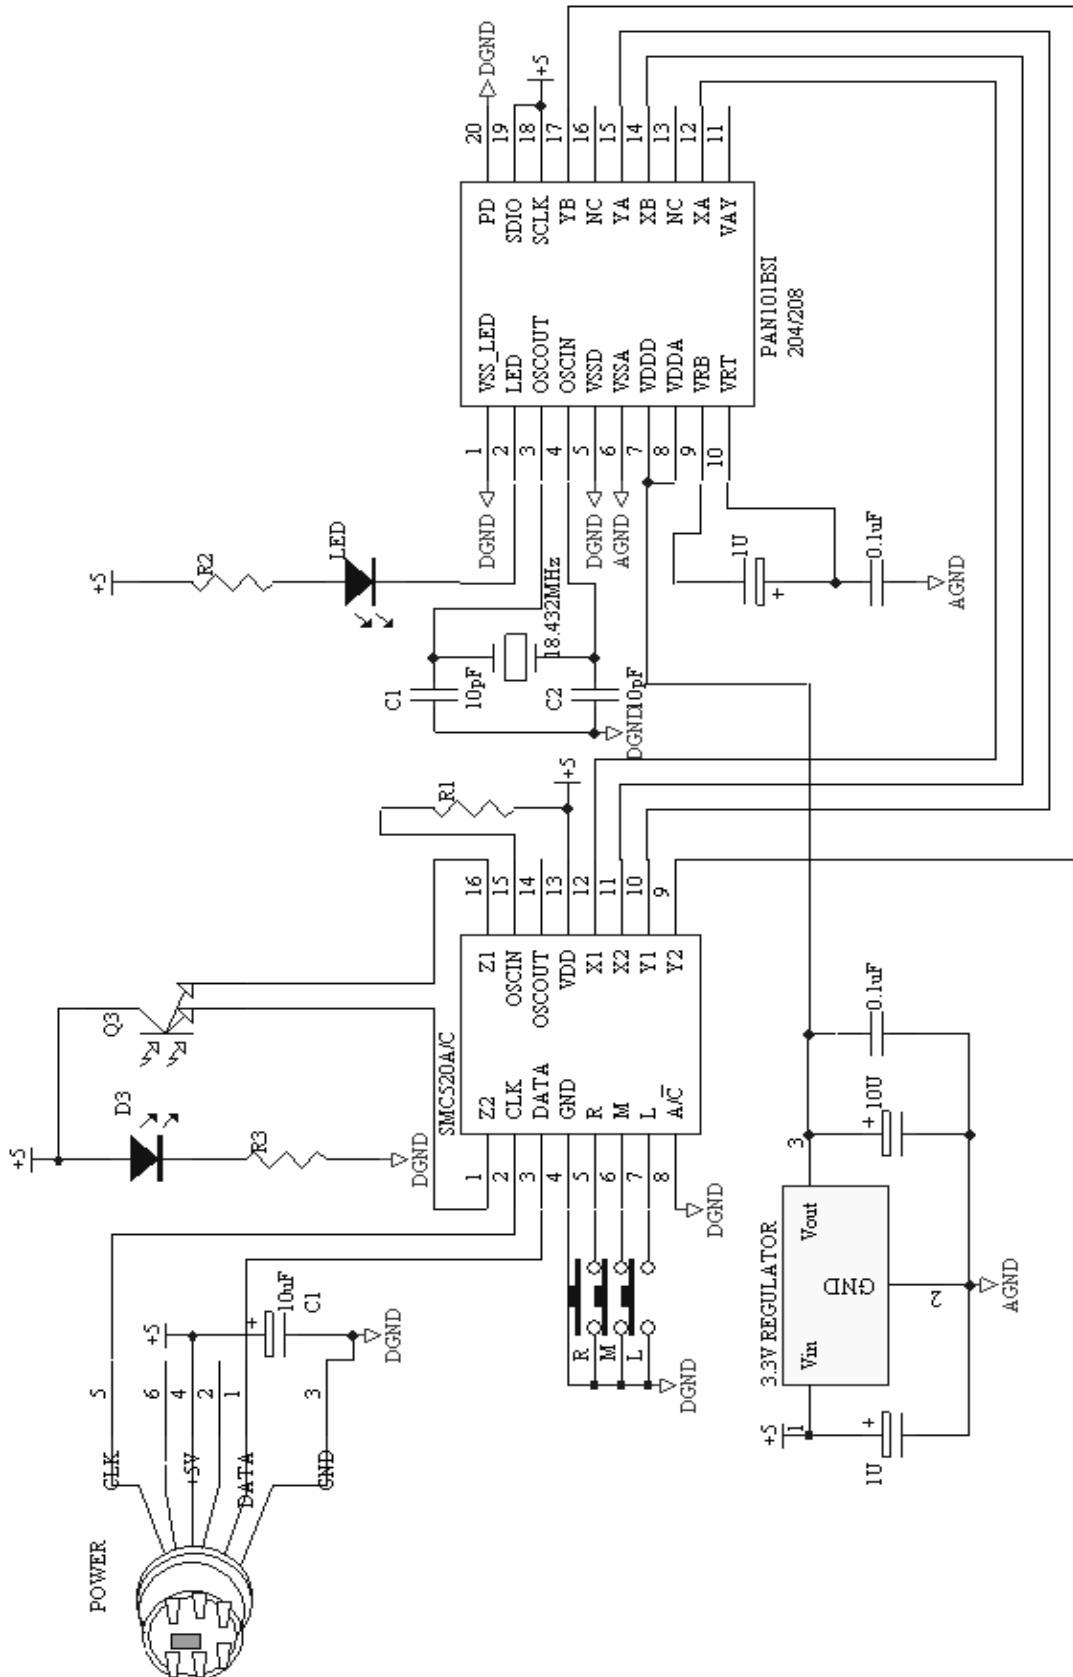 POWER
CLK
+5V
DATA
GND
5
6
4
2
1
3
+5
10uF
C1
+
DGND
+5
D3
R3
DGND
Q3
SMC520A/C
Z2
CLK
DATA
GND
R
M
L
A/C
Z1
OSCIN
OSCOUT
VDD
X1
X2
Y1
Y2
1
2
3
4
5
6
7
8
16
15
14
13
12
11
10
9
DGND
R
M
L
DGND
R1
+5
+5
R2
LED
C1
10pF
18.432MHz
C2
10pF
DGND
PAN101BSI
204/208
VSS_LED
LED
OSCOUT
OSCIN
VSSD
VSSA
VDDD
VDDA
VRB
VRT
PD
SDIO
SCLK
YB
NC
YA
XB
NC
XA
VAY
1
2
3
4
5
6
7
8
9
10
20
19
18
17
16
15
14
13
12
11
DGND
DGND
AGND
DGND
+5
1U
+
0.1uF
AGND
3.3V REGULATOR
Vin
GND
Vout
1
2
3
+5
1U
+
10U
+
0.1uF
AGND